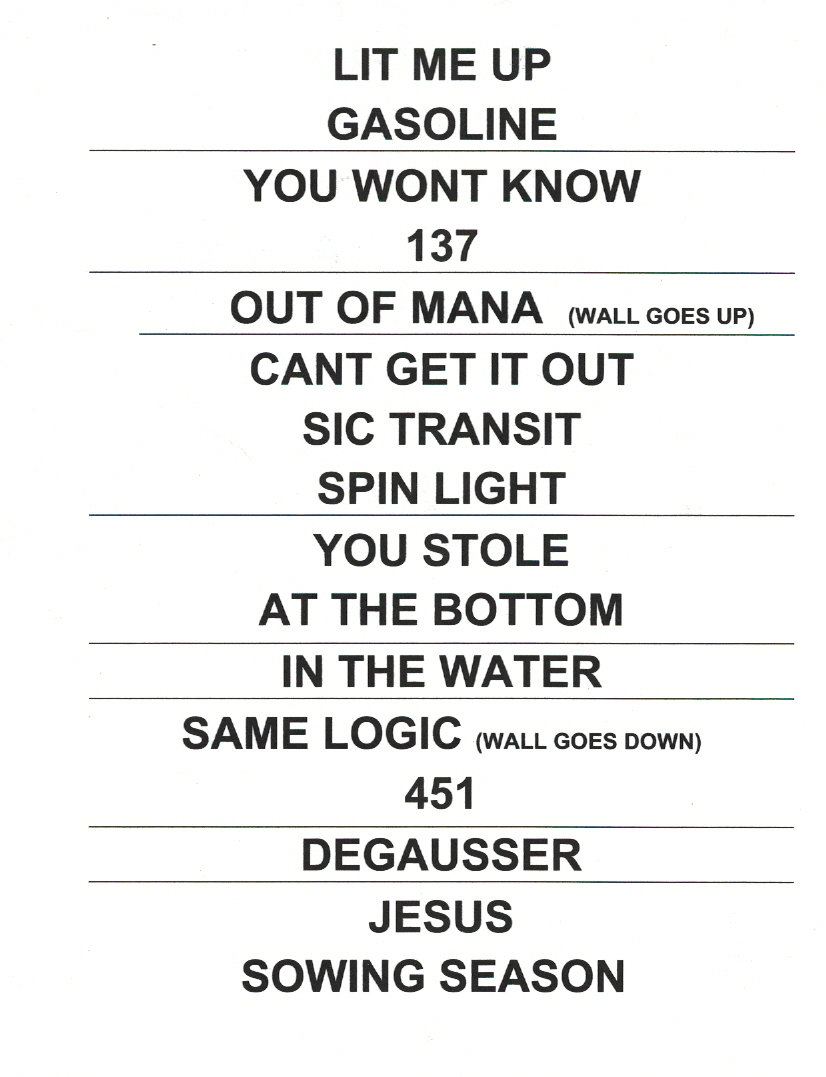 LIT ME UP
GASOLINE
YOU WONT KNOW
137
OUT OF MANA (WALL GOES UP)
CANT GET IT OUT
SIC TRANSIT
SPIN LIGHT
YOU STOLE
AT THE BOTTOM
IN THE WATER
SAME LOGIC (WALL GOES DOWN)
451
DEGAUSSER
JESUS
SOWING SEASON